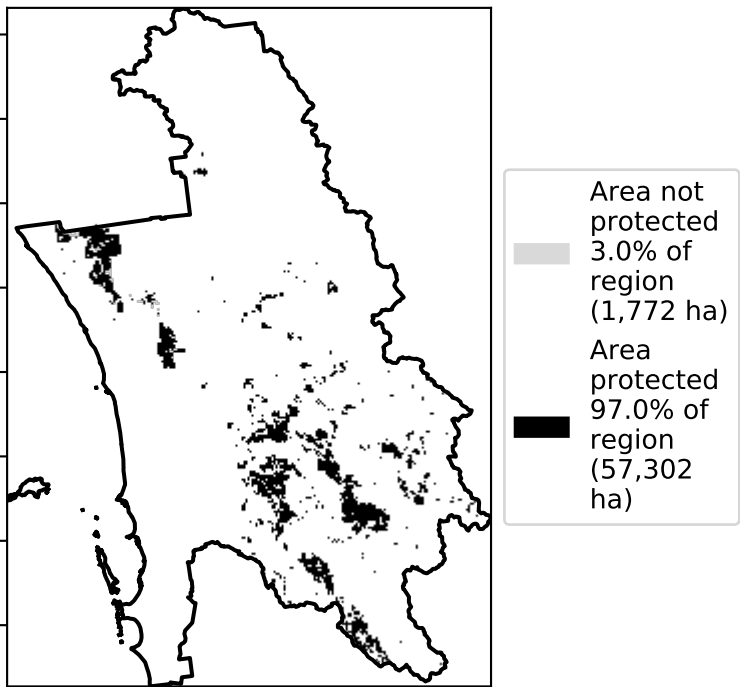 Area not
protected
3.0% of
region
(1,772 ha)
Area
protected
97.0% of
region
(57,302
ha)